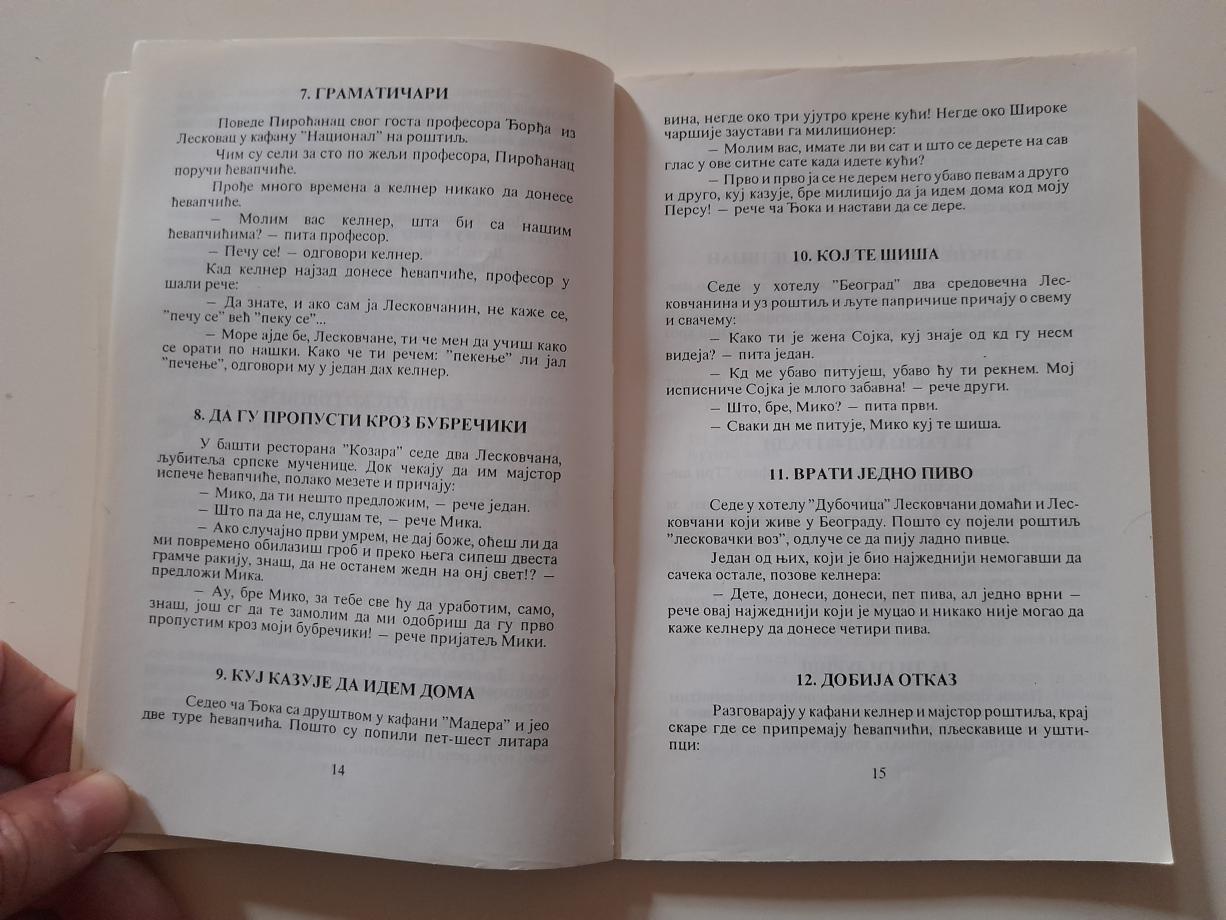 7. ГРАМАТИЧАРИ
Поведе Пироћанац свог госта професора Ђорђа из
Лесковац у кафану "Национал" на роштиљ.
Чим су сели за сто по жељи професора, Пироћанац
поручи ћевапчиће.
Прође много времена а келнер никако да донесе
ћевапчиће.
— Молим вас келнер, шта би са нашим
ћевапчићима? — пита професор.
— Печу се! — одговори келнер.
Кад келнер најзад донесе ћевапчиће, професор у
шали рече:
— Да знате, и ако сам ја Лесковчанин, не каже се,
"печу се" већ "пеку се"...
— Море ајде бе, Лесковчане, ти че мен да учиш како
се орати по нашки. Како че ти речем: "пекење" ли јал
"печење", одговори му у један дах келнер.
8. ДА ГУ ПРОПУСТИ КРОЗ БУБРЕЧИКИ
У башти ресторана "Козара" седе два Лесковчана,
љубитеља српске мученице. Док чекају да им мајстор
испече ћевапчиће, полако мезете и причају:
— Мико, да ти нешто предложим, — рече један.
— Што па да не, слушам те, — рече Мика.
— Ако случајно први умрем, не дај боже, оћеш ли да
ми повремено обилазиш гроб и преко њега сипеш двеста
грамче ракију, знаш, да не останем жедн на онј свет!? —
предложи Мика.
— Ау, бре Мико, за тебе све ћу да уработим, само,
знаш, још сг да те замолим да ми одобриш да гу прво
пропустим кроз моји бубречики! — рече пријатељ Мики.
9. КУЈ КАЗУЈЕ ДА ИДЕМ ДОМА
Седео ча Ђока са друштвом у кафани "Мадера" и јео
две туре ћевапчића. Пошто су попили пет-шест литара
14
вина, негде око три ујутро крене кући! Негде око Широке
чаршије заустави га милиционер:
— Молим вас, имате ли ви сат и што се дерете на сав
глас у ове ситне сате када идете кући?
— Прво и прво ја се не дерем него убаво певам а друго
и друго, куј казује, бре милицијо да ја идем дома код моју
Персу! — рече ча Ђока и настави да се дере.
10. КОЈ ТЕ ШИША
Седе у хотелу "Београд" два средовечна Лес-
ковчанина и уз роштиљ и љуте папричице причају о свему
и свачему:
— Како ти је жена Сојка, куј знаје од кд гу несм
видеја? — пита један.
— Кд ме убаво питујеш, убаво ћу ти рекнем. Мој
исписниче Сојка је млого забавна! — рече други.
— Што, бре, Мико? — пита први.
— Сваки дн ме питује, Мико куј те шиша.
11. ВРАТИ ЈЕДНО ПИВО
Седе у хотелу "Дубочица" Лесковчани домаћи и Лес-
ковчани који живе у Београду. Пошто су појели роштиљ
"лесковачки воз", одлуче се да пију ладно пивце.
Један од њих, који је био најжеднији немогавши да
сачека остале, позове келнера:
— Дете, донеси, донеси, пет пива, ал једно врни —
рече овај најжеднији који је муцао и никако није могао да
каже келнеру да донесе четири пива.
12. ДОБИЈА ОТКАЗ
Разговарају у кафани келнер и мајстор роштиља, крај
скаре где се припремају ћевапчићи, пљескавице и ушти-
пци:
15